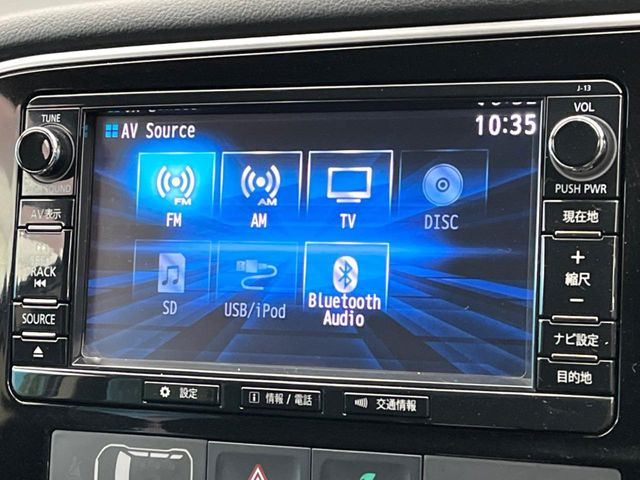 J-13
TUNE
VOL
AV Source
10:35
PUSH PWR
AV表示
FM
FM
AM
AM
TV
DISC
現在地
TRACK
SD
USB/iPod
Bluetooth
Audio
+
縮尺
-
SOURCE
ナビ設定
目的地
設定
情報 / 電話
交通情報